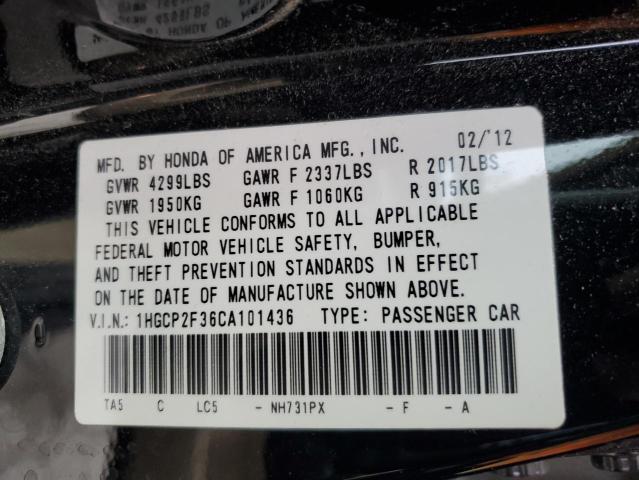 MFD. BY HONDA OF AMERICA MFG., INC. 02/'12
GVWR 4299LBS GAWR F 2337LBS R 2017LBS
GVWR 1950KG GAWR F 1060KG R 915KG
THIS VEHICLE CONFORMS TO ALL APPLICABLE
FEDERAL MOTOR VEHICLE SAFETY, BUMPER,
AND THEFT PREVENTION STANDARDS IN EFFECT
ON THE DATE OF MANUFACTURE SHOWN ABOVE.
V.I.N.: 1HGCP2F36CA101436 TYPE: PASSENGER CAR
TA5 C LC5 - NH731PX - F - A